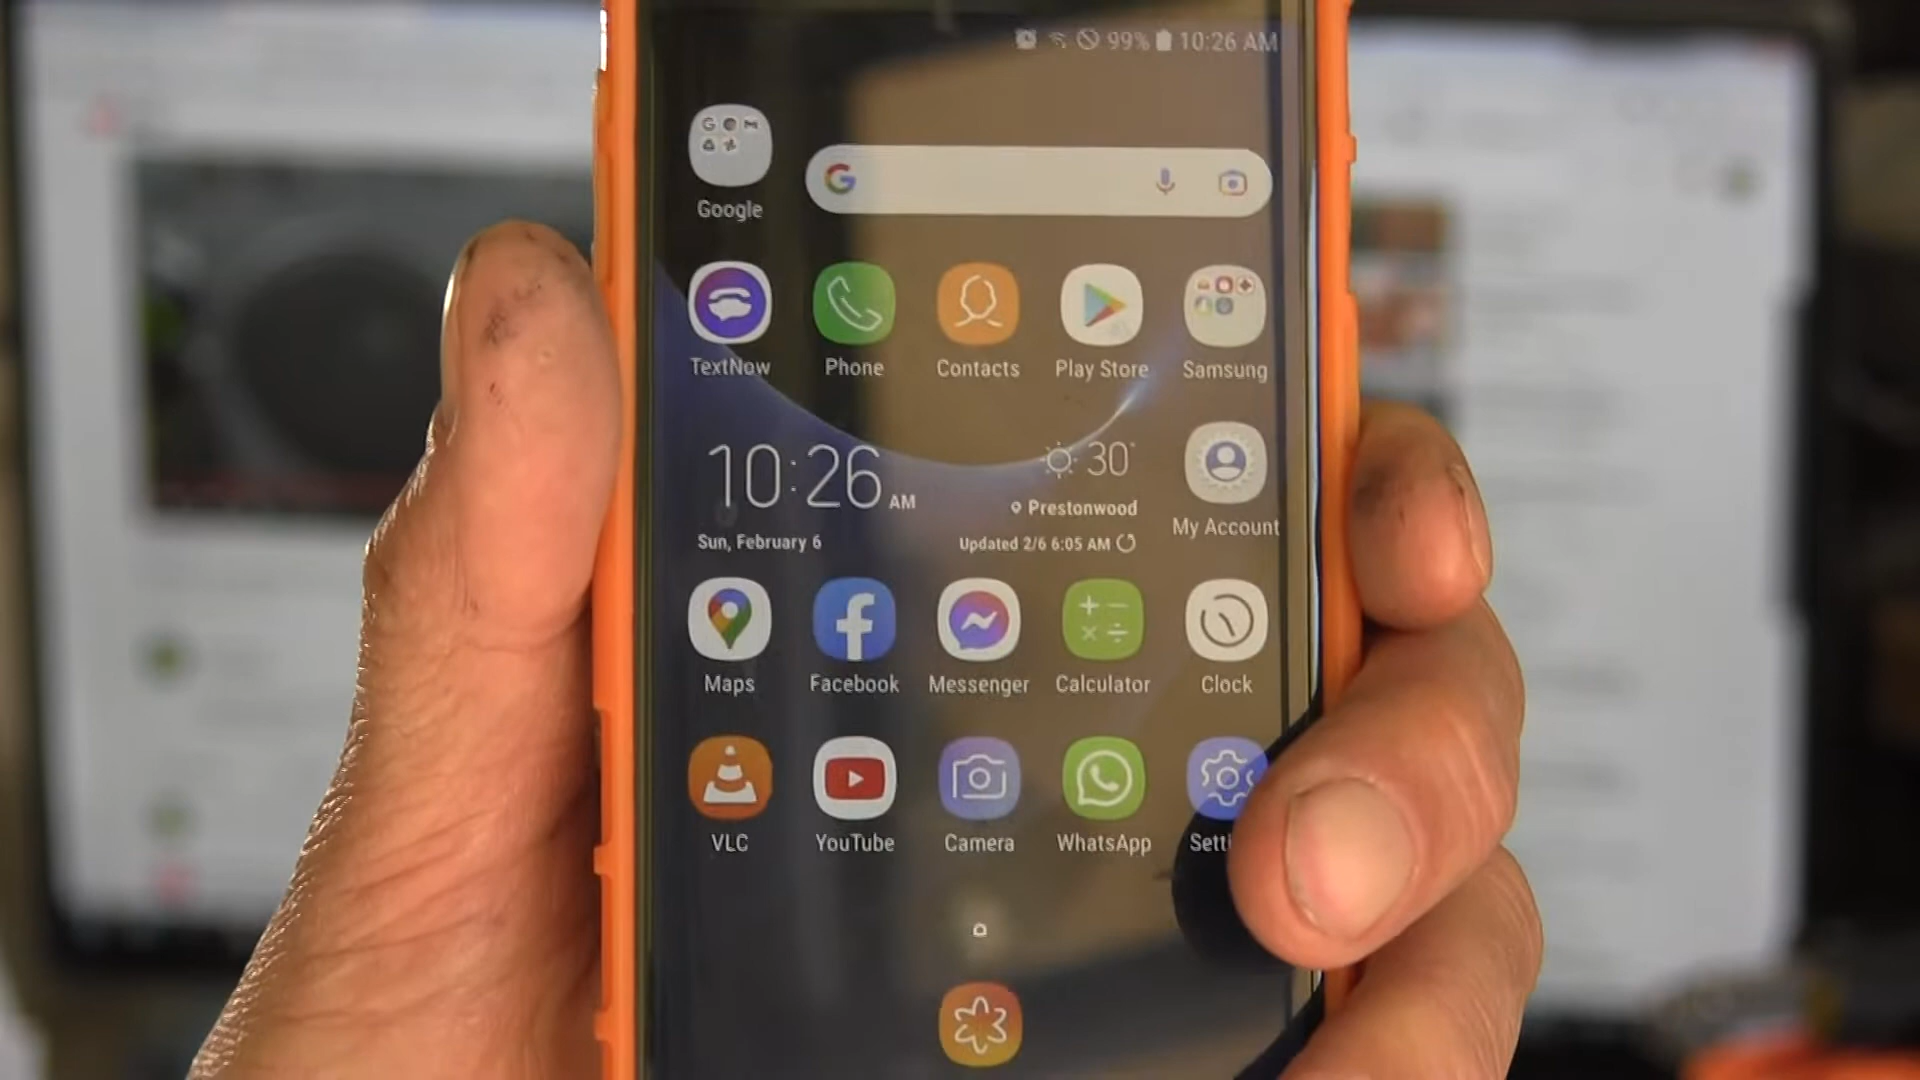 99% 10:26 AM
Google
TextNow Phone Contacts Play Store Samsung
10:26 AM
30°
Prestonwood
Sun, February 6
Updated 2/6 6:05 AM
My Account
Maps Facebook Messenger Calculator Clock
VLC YouTube Camera WhatsApp Setti